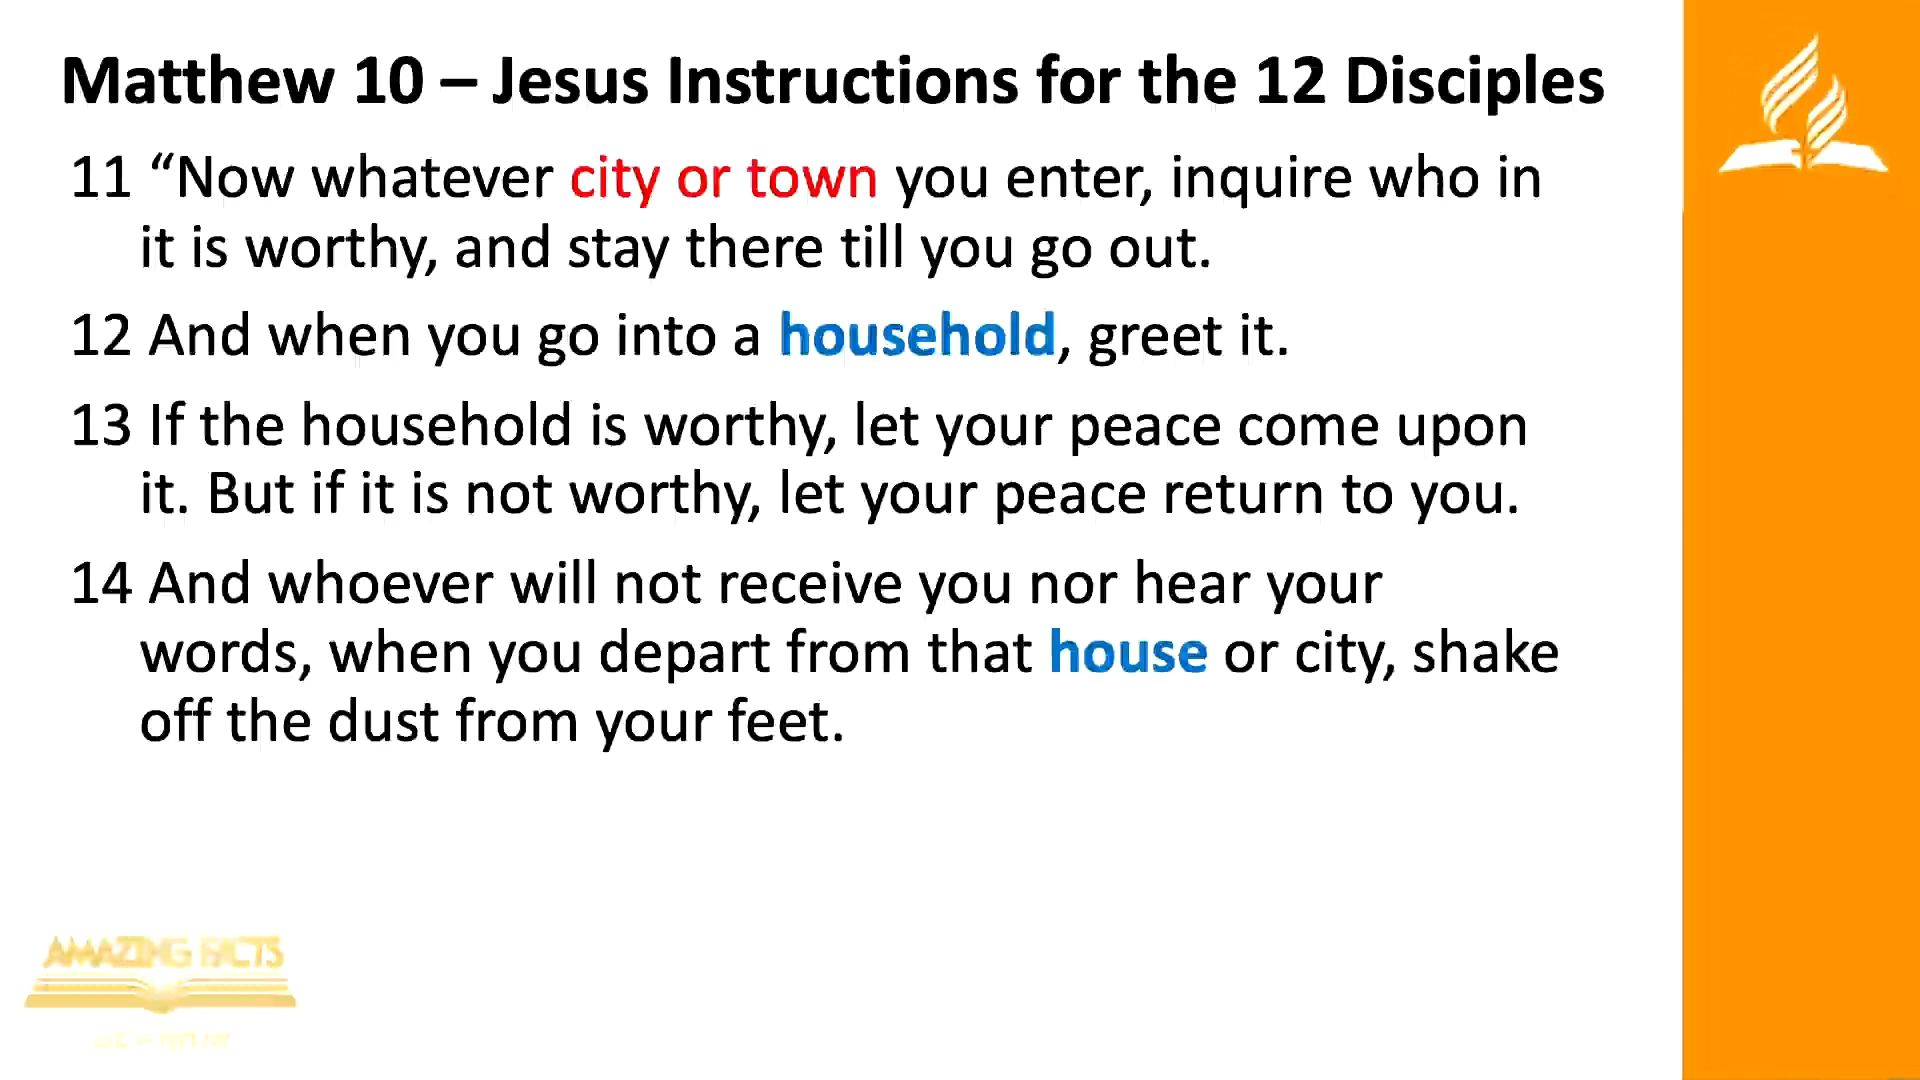 Matthew 10 – Jesus Instructions for the 12 Disciples
11 “Now whatever city or town you enter, inquire who in
it is worthy, and stay there till you go out.
12 And when you go into a household, greet it.
13 If the household is worthy, let your peace come upon
it. But if it is not worthy, let your peace return to you.
14 And whoever will not receive you nor hear your
words, when you depart from that house or city, shake
off the dust from your feet.
AMAZING FACTS